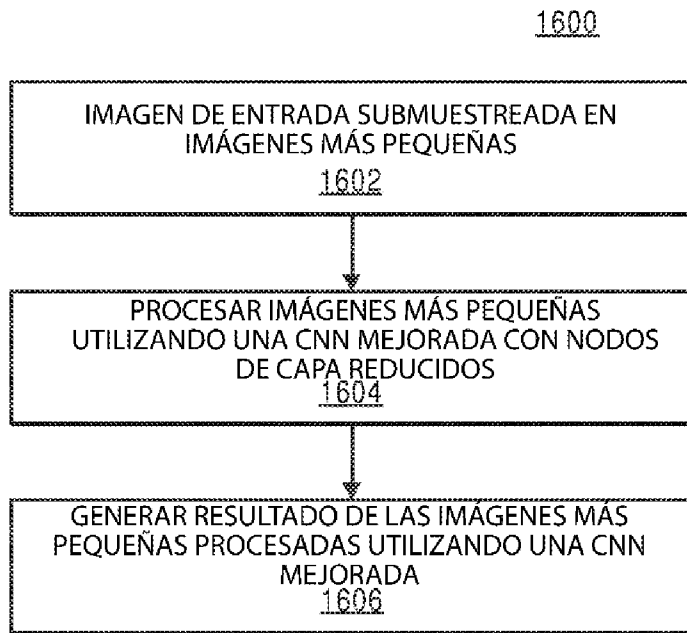 1600
IMAGEN DE ENTRADA SUBMUESTREADA EN
IMÁGENES MÁS PEQUEÑAS
1602
PROCESAR IMÁGENES MÁS PEQUEÑAS
UTILIZANDO UNA CNN MEJORADA CON NODOS
DE CAPA REDUCIDOS
1604
GENERAR RESULTADO DE LAS IMÁGENES MÁS
PEQUEÑAS PROCESADAS UTILIZANDO UNA CNN
MEJORADA
1606